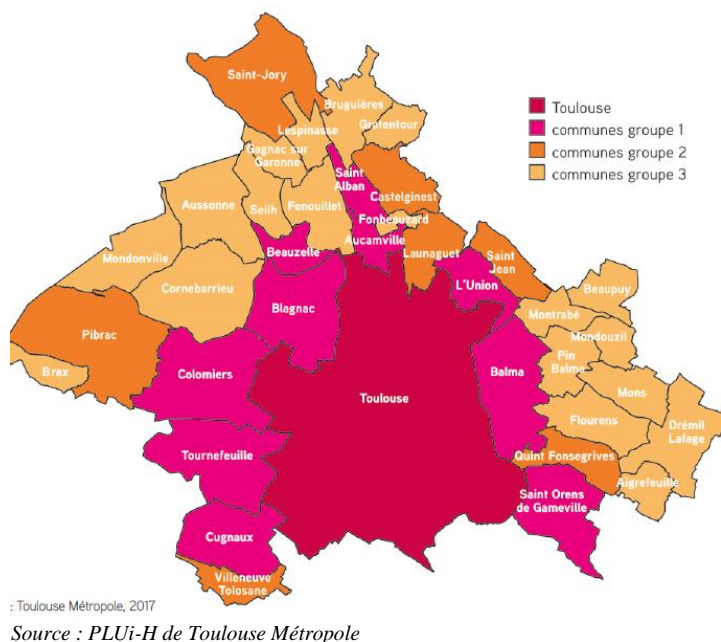 Saint-Jory
Bruguières
Lespinasse
Gratentour
Gagnac sur
Garonne
Saint
Alban
Castelginest
Aussonne
Seilh
Fenouillet
Fonbeauzard
Aucamville
Launaguet
Saint
Jean
Mondonville
Beauzelle
L'Union
Beaupuy
Cornebarrieu
Blagnac
Montrabé
Mondouzil
Pibrac
Pin
Balma
Brax
Colomiers
Balma
Mons
Toulouse
Flourens
Drémil
Lafage
Tournefeuille
Quint Fonsegrives
Aigrefeuille
Saint Orens
de Gameville
Cugnaux
Villeneuve
Tolosane
Toulouse
communes groupe 1
communes groupe 2
communes groupe 3
: Toulouse Métropole, 2017
Source : PLUi-H de Toulouse Métropole